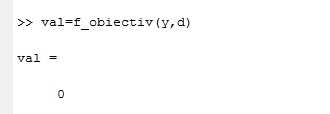 >> val=f_obiectiv(y,d)
val =
0